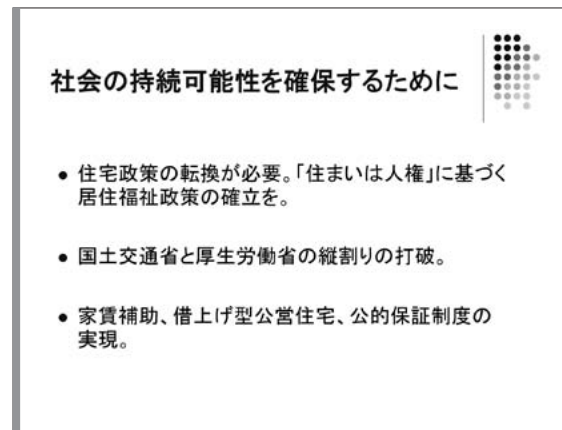 社会の持続可能性を確保するために
● 住宅政策の転換が必要。「住まいは人権」に基づく
居住福祉政策の確立を。
● 国土交通省と厚生労働省の縦割りの打破。
● 家賃補助、借上げ型公営住宅、公的保証制度の
実現。